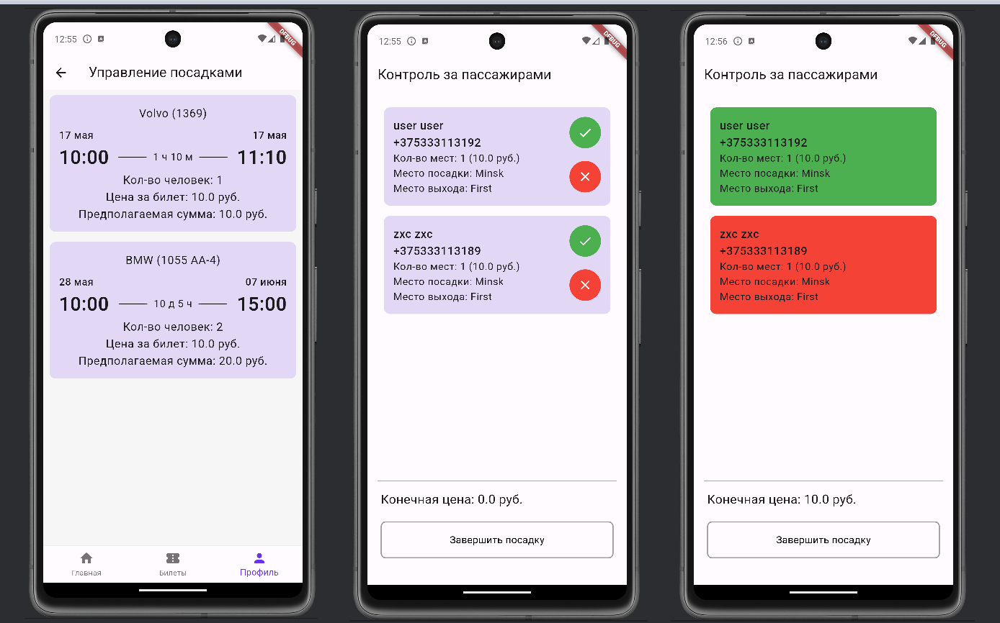 12:55
DEBUG
Управление посадками
Volvo (1369)
17 мая 17 мая
10:00 1 ч 10 м 11:10
Кол-во человек: 1
Цена за билет: 10.0 руб.
Предполагаемая сумма: 10.0 руб.
BMW (1055 AA-4)
28 мая 07 июня
10:00 10 д 5 ч 15:00
Кол-во человек: 2
Цена за билет: 10.0 руб.
Предполагаемая сумма: 20.0 руб.
Главная Билеты Профиль
12:55
DEBUG
Контроль за пассажирами
user user
+375333113192
Кол-во мест: 1 (10.0 руб.)
Место посадки: Minsk
Место выхода: First
zxc zxc
+375333113189
Кол-во мест: 1 (10.0 руб.)
Место посадки: Minsk
Место выхода: First
Конечная цена: 0.0 руб.
Завершить посадку
12:56
DEBUG
Контроль за пассажирами
user user
+375333113192
Кол-во мест: 1 (10.0 руб.)
Место посадки: Minsk
Место выхода: First
zxc zxc
+375333113189
Кол-во мест: 1 (10.0 руб.)
Место посадки: Minsk
Место выхода: First
Конечная цена: 10.0 руб.
Завершить посадку